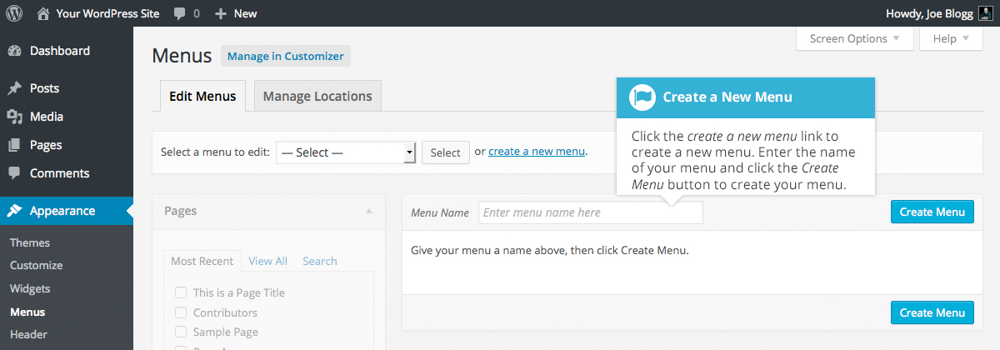 Your WordPress Site 0 New Howdy, Joe Blogg
Screen Options Help
Dashboard
Posts
Media
Pages
Comments
Appearance
Themes
Customize
Widgets
Menus
Header
Menus Manage in Customizer
Edit Menus Manage Locations
Select a menu to edit: — Select — Select or create a new menu.
Create a New Menu
Click the create a new menu link to
create a new menu. Enter the name
of your menu and click the Create
Menu button to create your menu.
Pages
Most Recent View All Search
This is a Page Title
Contributors
Sample Page
Menu Name Enter menu name here Create Menu
Give your menu a name above, then click Create Menu.
Create Menu